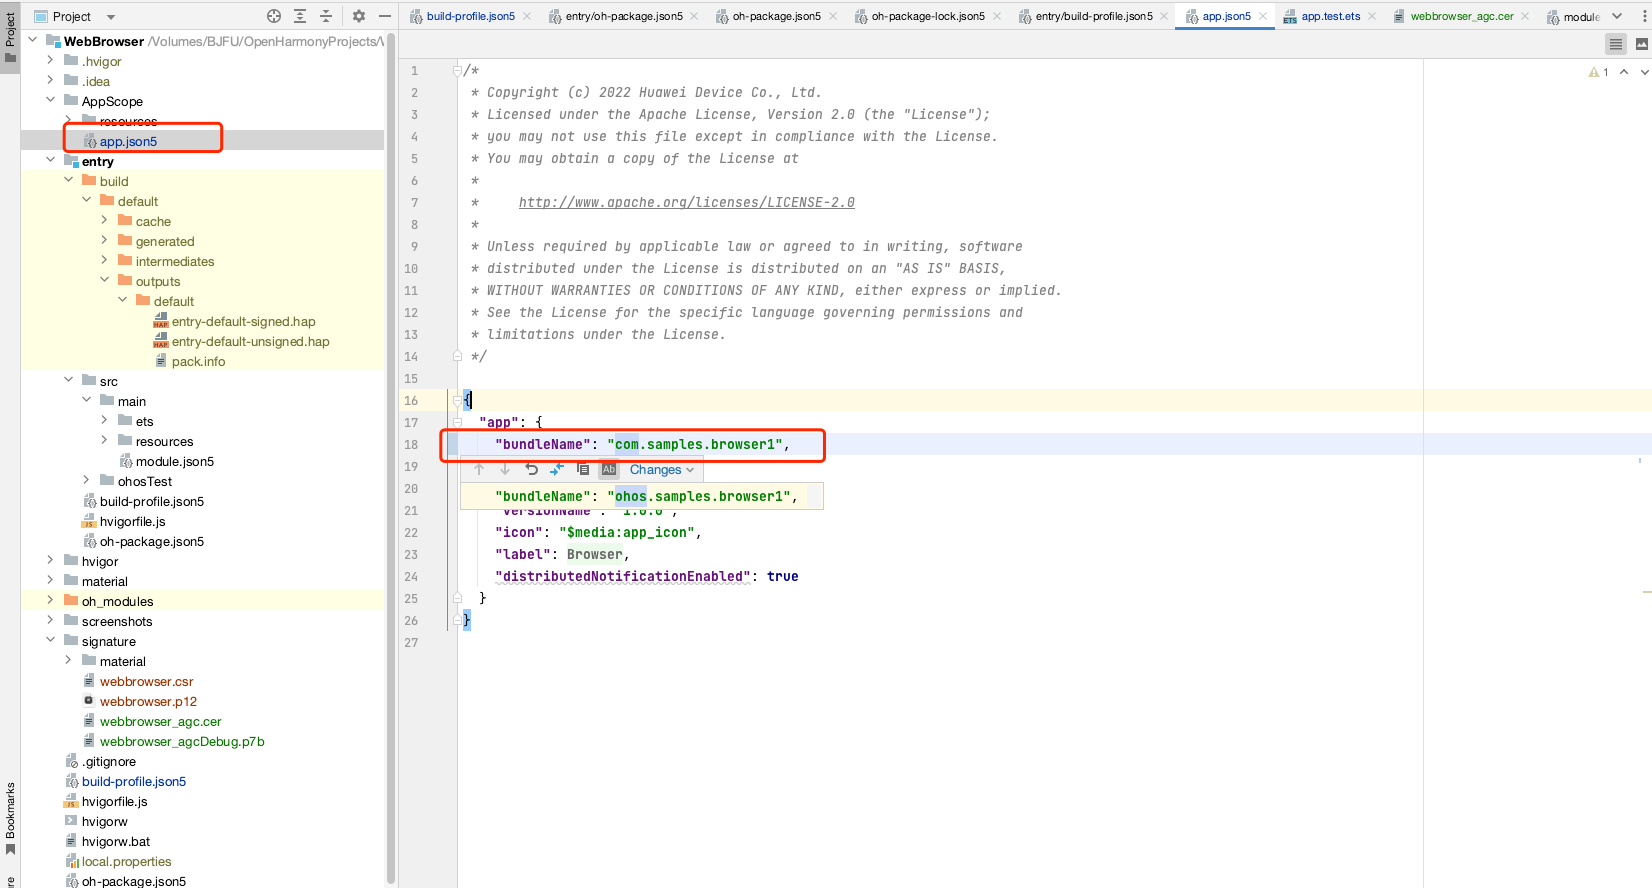 Project
build-profile.json5
entry/oh-package.json5
oh-package.json5
oh-package-lock.json5
entry/build-profile.json5
app.json5
app.test.ets
webbrowser_agc.cer
module
Project
WebBrowser /Volumes/BJFU/OpenHarmonyProjects/
.hvigor
.idea
AppScope
resources
app.json5
entry
build
default
cache
generated
intermediates
outputs
default
entry-default-signed.hap
entry-default-unsigned.hap
pack.info
src
main
ets
resources
module.json5
ohosTest
build-profile.json5
hvigorfile.js
oh-package.json5
hvigor
material
oh_modules
screenshots
signature
material
webbrowser.csr
webbrowser.p12
webbrowser_agc.cer
webbrowser_agcDebug.p7b
.gitignore
build-profile.json5
hvigorfile.js
hvigorw
hvigorw.bat
local.properties
oh-package.json5
Bookmarks
1
1 /*
2 * Copyright (c) 2022 Huawei Device Co., Ltd.
3 * Licensed under the Apache License, Version 2.0 (the "License");
4 * you may not use this file except in compliance with the License.
5 * You may obtain a copy of the License at
6 *
7 * http://www.apache.org/licenses/LICENSE-2.0
8 *
9 * Unless required by applicable law or agreed to in writing, software
10 * distributed under the License is distributed on an "AS IS" BASIS,
11 * WITHOUT WARRANTIES OR CONDITIONS OF ANY KIND, either express or implied.
12 * See the License for the specific language governing permissions and
13 * limitations under the License.
14 */
15
16 {
17 "app": {
18 "bundleName": "com.samples.browser1",
19 Changes
20 "bundleName": "ohos.samples.browser1",
21 "versionName": "1.0.0",
22 "icon": "$media:app_icon",
23 "label": Browser,
24 "distributedNotificationEnabled": true
25 }
26 }
27